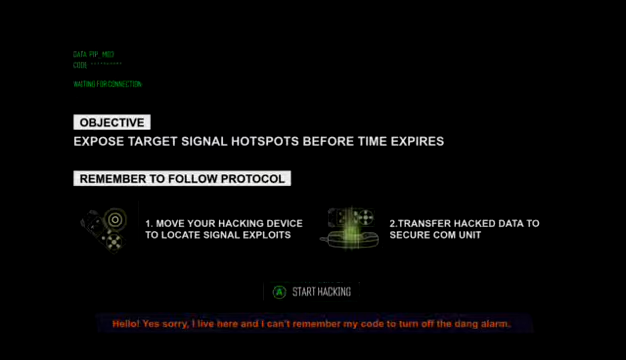 DATA: PIP_MOD
CODE: **********
WAITING FOR CONNECTION
OBJECTIVE
EXPOSE TARGET SIGNAL HOTSPOTS BEFORE TIME EXPIRES
REMEMBER TO FOLLOW PROTOCOL
1. MOVE YOUR HACKING DEVICE
TO LOCATE SIGNAL EXPLOITS
2.TRANSFER HACKED DATA TO
SECURE COM UNIT
A START HACKING
Hello! Yes sorry, I live here and I can't remember my code to turn off the dang alarm.